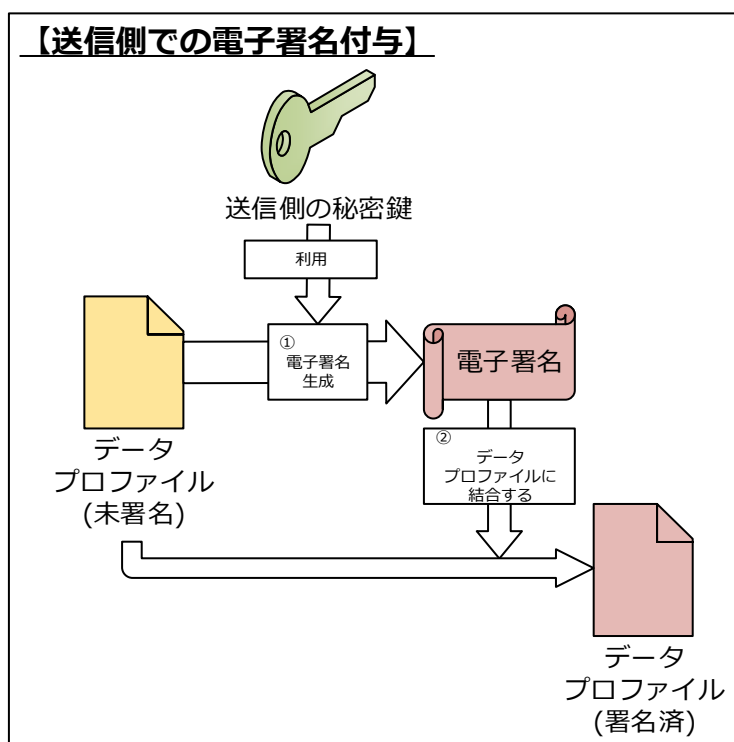 【送信側での電子署名付与】
送信側の秘密鍵
利用
①
電子署名
生成
電子署名
データ
プロファイル
(未署名)
②
データ
プロファイルに
結合する
データ
プロファイル
(署名済)